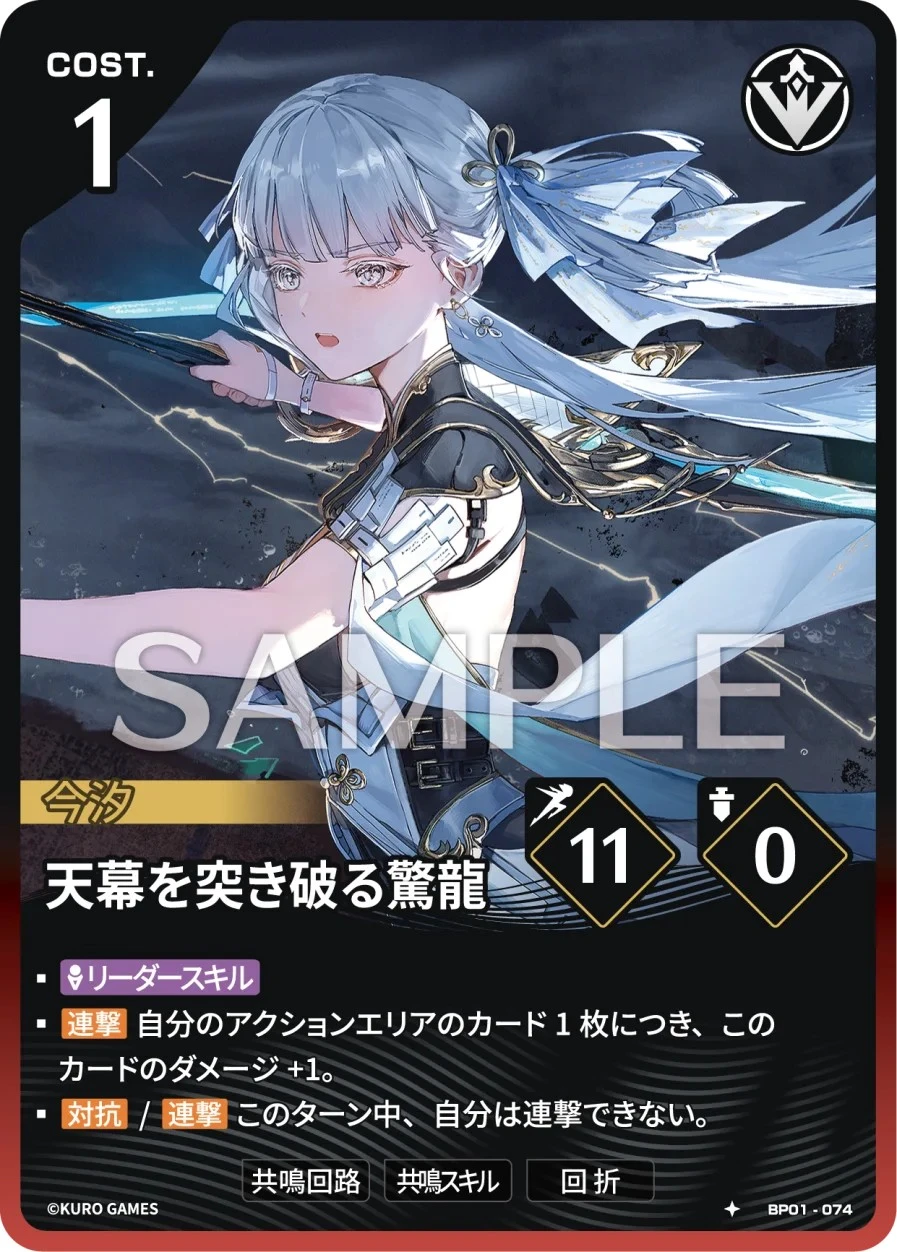 COST.
1
SAMPLE
今汐
11
0
天幕を突き破る驚龍
▪ リーダースキル
▪ 連撃 自分のアクションエリアのカード1枚につき、この
カードのダメージ +1。
▪ 対抗 / 連撃 このターン中、自分は連撃できない。
共鳴回路 共鳴スキル 回折
©KURO GAMES BP01 - 074